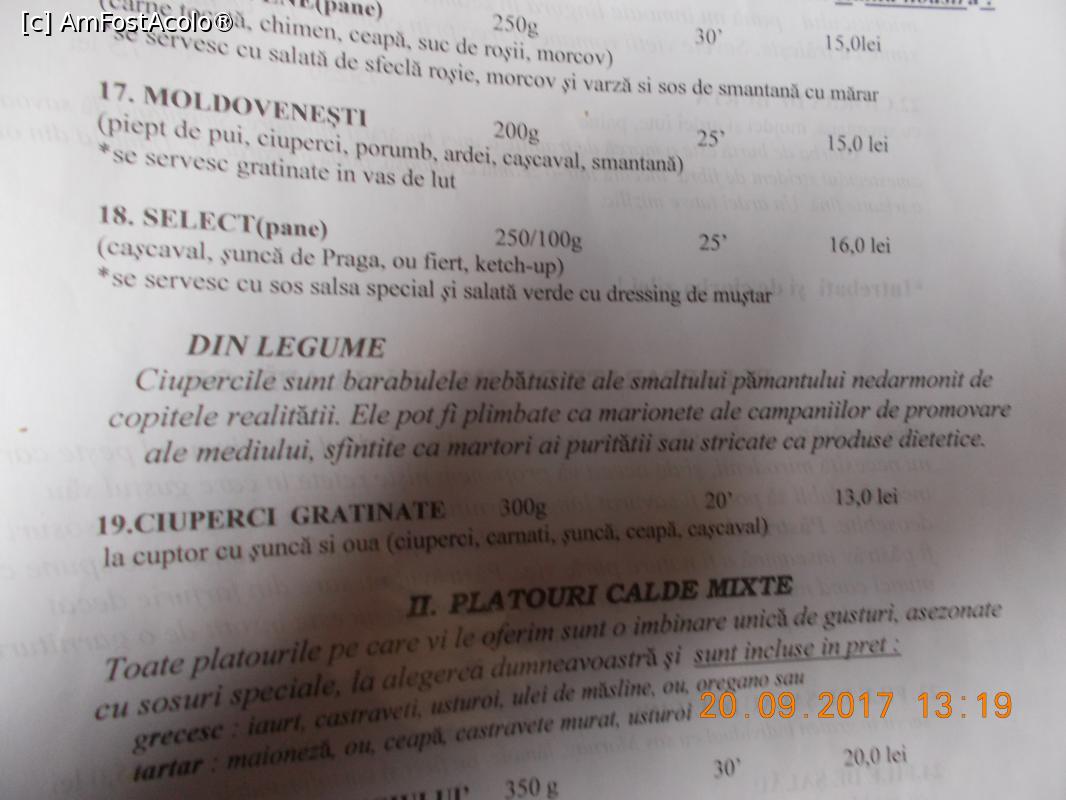 [c] AmFostAcolo®
(pane) 250g 30' 15,0lei
(carne, chimen, ceapă, suc de roşii, morcov)
*se servesc cu salată de sfeclă roşie, morcov şi varză si sos de smantană cu mărar
17. MOLDOVENEŞTI 200g 25' 15,0 lei
(piept de pui, ciuperci, porumb, ardei, caşcaval, smantană)
*se servesc gratinate in vas de lut
18. SELECT(pane) 250/100g 25' 16,0 lei
(caşcaval, şuncă de Praga, ou fiert, ketch-up)
*se servesc cu sos salsa special şi salată verde cu dressing de muştar
DIN LEGUME
Ciupercile sunt barabulele nebătusite ale smaltului pământului nedarmonit de
copitele realitătii. Ele pot fi plimbate ca marionete ale campaniilor de promovare
ale mediului, sfintite ca martori ai puritătii sau stricate ca produse dietetice.
19.CIUPERCI GRATINATE 300g 20' 13,0 lei
la cuptor cu şuncă si oua (ciuperci, carnati, şuncă, ceapă, caşcaval)
II. PLATOURI CALDE MIXTE
Toate platourile pe care vi le oferim sunt o imbinare unică de gusturi, asezonate
cu sosuri speciale, la alegerea dumneavoastră şi sunt incluse in pret :
grecesc : iaurt, castraveti, usturoi, ulei de măsline, ou, oregano sau
tartar : maioneză, ou, ceapă, castravete murat, usturoi
20.09.2017 13:19
350 g 30' 20,0 lei